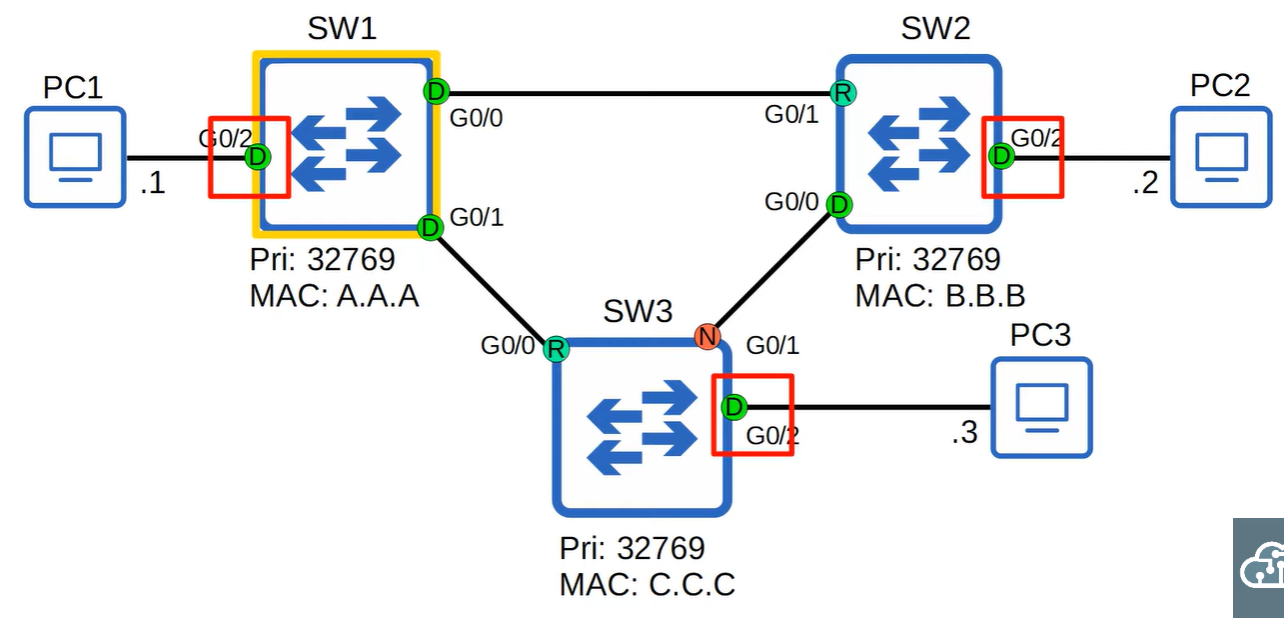 SW1
SW2
PC1
PC2
D
G0/0
G0/1
R
G0/2
D
D
G0/2
.1
.2
D
G0/1
G0/0
D
Pri: 32769
MAC: A.A.A
Pri: 32769
MAC: B.B.B
SW3
PC3
G0/0
R
N
G0/1
D
G0/2
.3
Pri: 32769
MAC: C.C.C